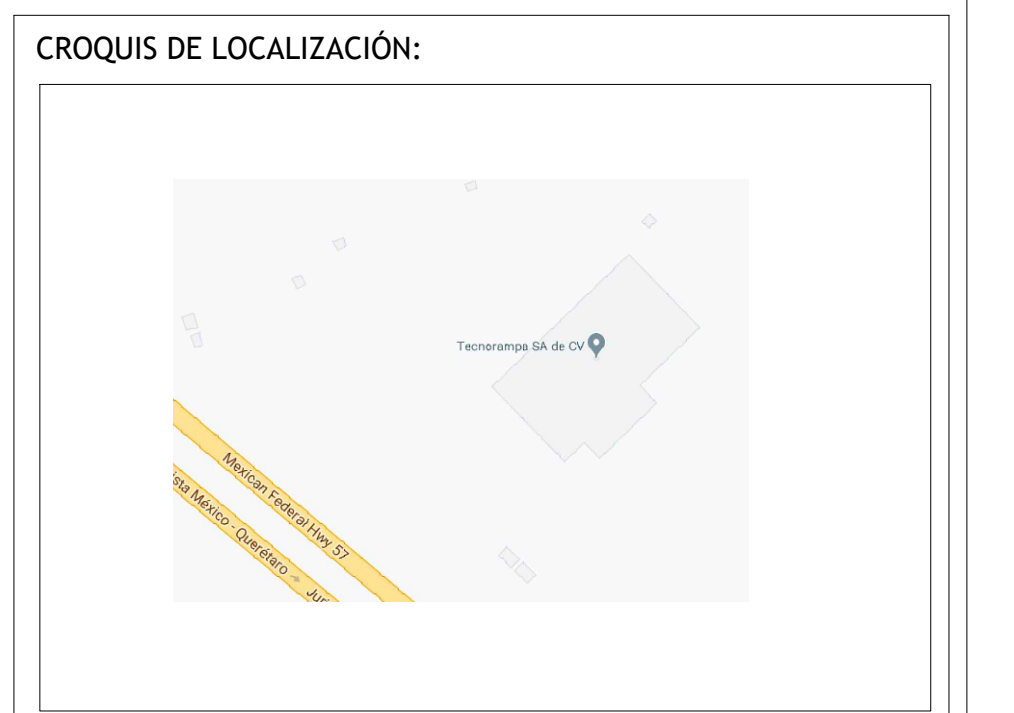 CROQUIS DE LOCALIZACIÓN:
Tecnorampa SA de CV
Mexican Federal Hwy 57
ista México - Querétaro